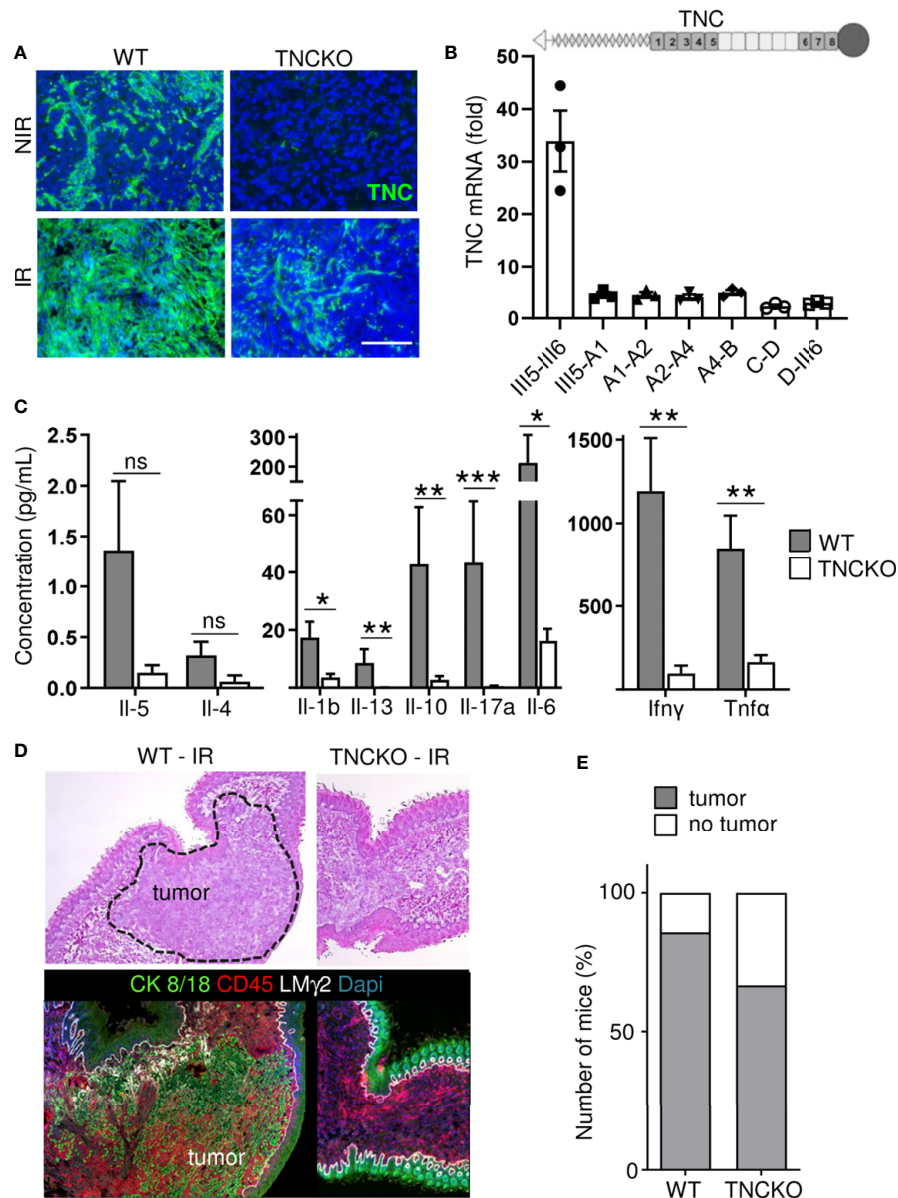 A
WT
TNCKO
NIR
TNC
IR
B
TNC
1 2 3 4 5 6 7 8
TNC mRNA (fold)
50
40
30
20
10
0
III5-III6
III5-A1
A1-A2
A2-A4
A4-B
C-D
D-III6
C
Concentration (pg/mL)
2.5
2.0
1.5
1.0
0.5
0.0
ns
ns
Il-5
Il-4
300
200
60
40
20
*
**
**
***
*
Il-1b
Il-13
Il-10
Il-17a
Il-6
1500
1000
500
**
**
Ifnγ
Tnfα
WT
TNCKO
D
WT - IR
TNCKO - IR
tumor
CK 8/18 CD45 LMγ2 Dapi
tumor
E
tumor
no tumor
Number of mice (%)
100
50
0
WT
TNCKO